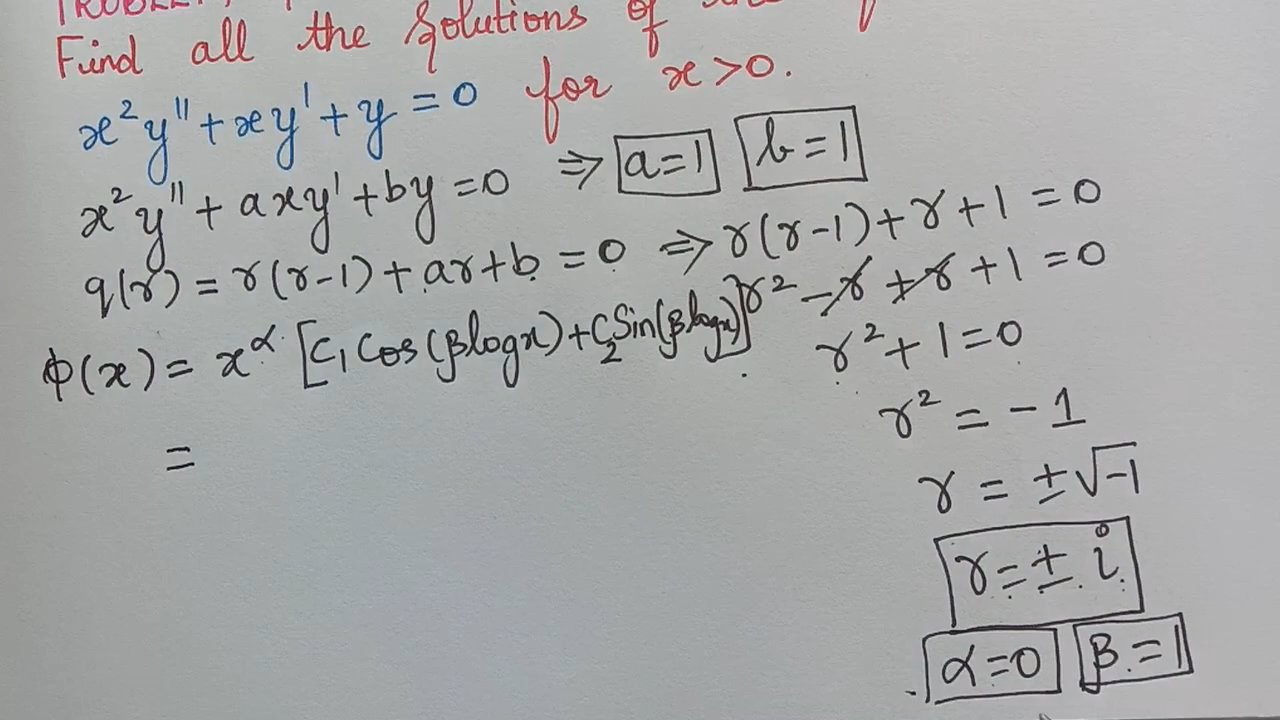 Find all the solutions of
x²y'' + xy' + y = 0 for x > 0.
x²y'' + axy' + by = 0 ⇒ a=1 b=1
q(r) = r(r-1) + ar + b = 0 ⇒ r(r-1) + r + 1 = 0
r² - r + r + 1 = 0
φ(x) = x^α [C₁ Cos(β log x) + C₂ Sin(β log x)]
r² + 1 = 0
=
r² = -1
r = ±√-1
r = ± i
α = 0 β = 1